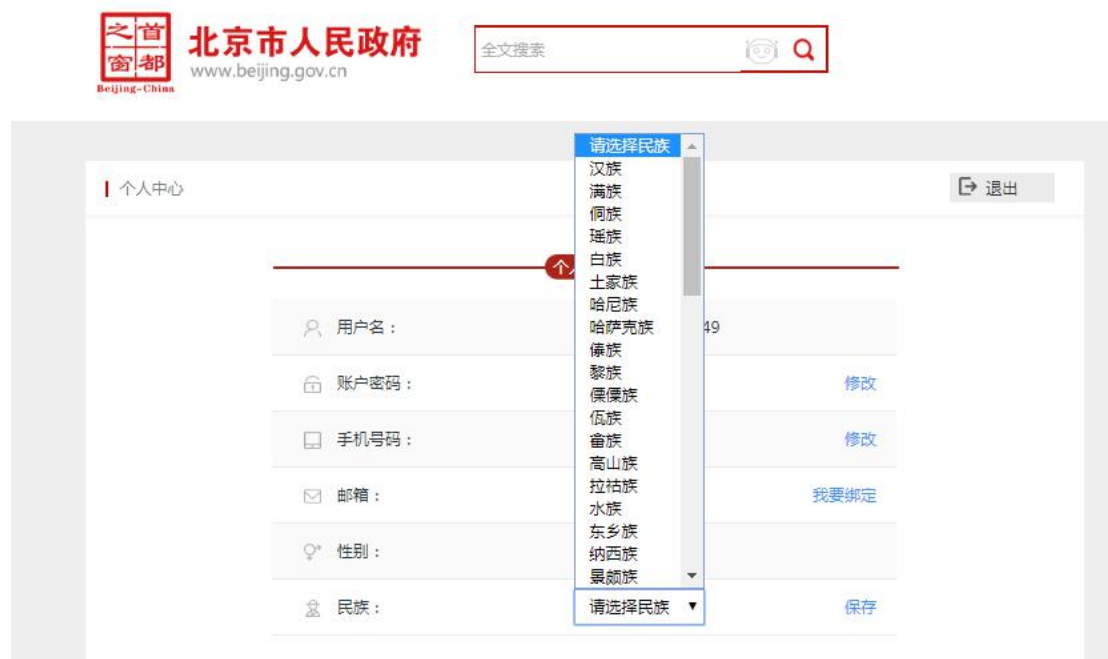 首都之窗
Beijing-China
北京市人民政府
www.beijing.gov.cn
全文搜索
个人中心
退出
个人
用户名：
49
账户密码：
修改
手机号码：
修改
邮箱：
我要绑定
性别：
民族：
请选择民族
保存
请选择民族
汉族
满族
侗族
瑶族
白族
土家族
哈尼族
哈萨克族
傣族
黎族
傈僳族
佤族
畲族
高山族
拉祜族
水族
东乡族
纳西族
景颇族